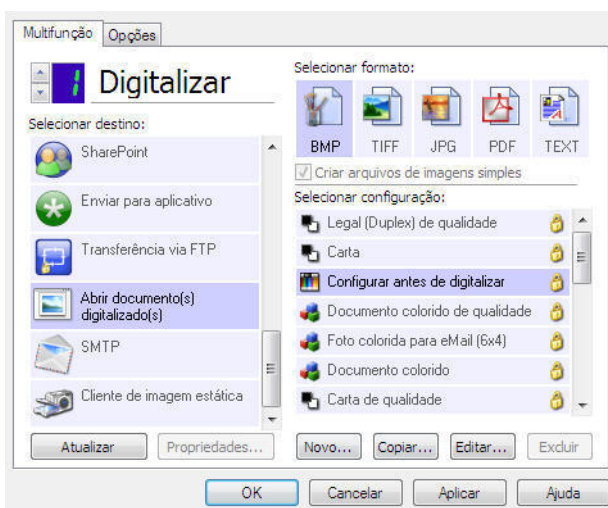 Multifunção
Opções
1
Digitalizar
Selecionar destino:
SharePoint
Enviar para aplicativo
Transferência via FTP
Abrir documento(s)
digitalizado(s)
SMTP
Cliente de imagem estática
Atualizar
Propriedades...
Selecionar formato:
BMP
TIFF
JPG
PDF
TEXT
Criar arquivos de imagens simples
Selecionar configuração:
Legal (Duplex) de qualidade
Carta
Configurar antes de digitalizar
Documento colorido de qualidade
Foto colorida para eMail (6x4)
Documento colorido
Carta de qualidade
Novo...
Copiar...
Editar...
Excluir
OK
Cancelar
Aplicar
Ajuda